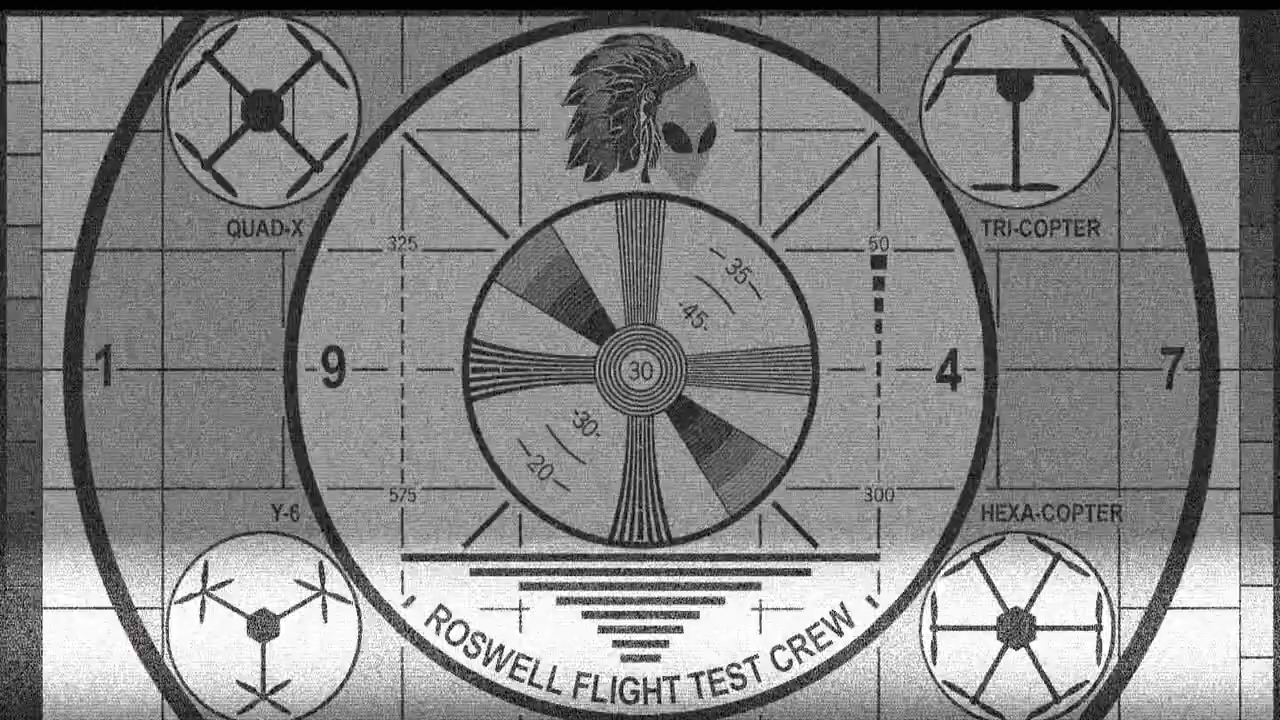 QUAD-X
TRI-COPTER
325
50
-35-
-45-
1
9
30
4
7
-30-
-20-
575
300
Y-6
HEXA-COPTER
ROSWELL FLIGHT TEST CREW